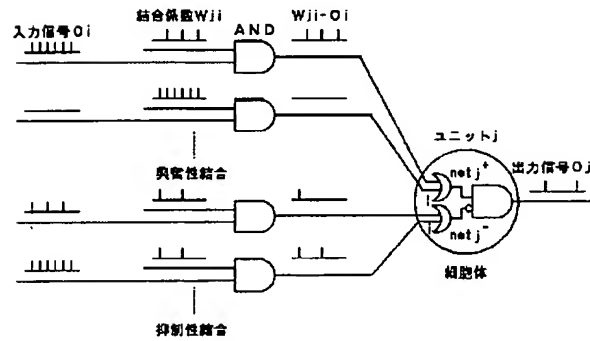 入力信号Oi
結合係数Wji
AND
Wji-Oi
興奮性結合
抑制性結合
ユニットj
netj+
netj-
細胞体
出力信号Oj